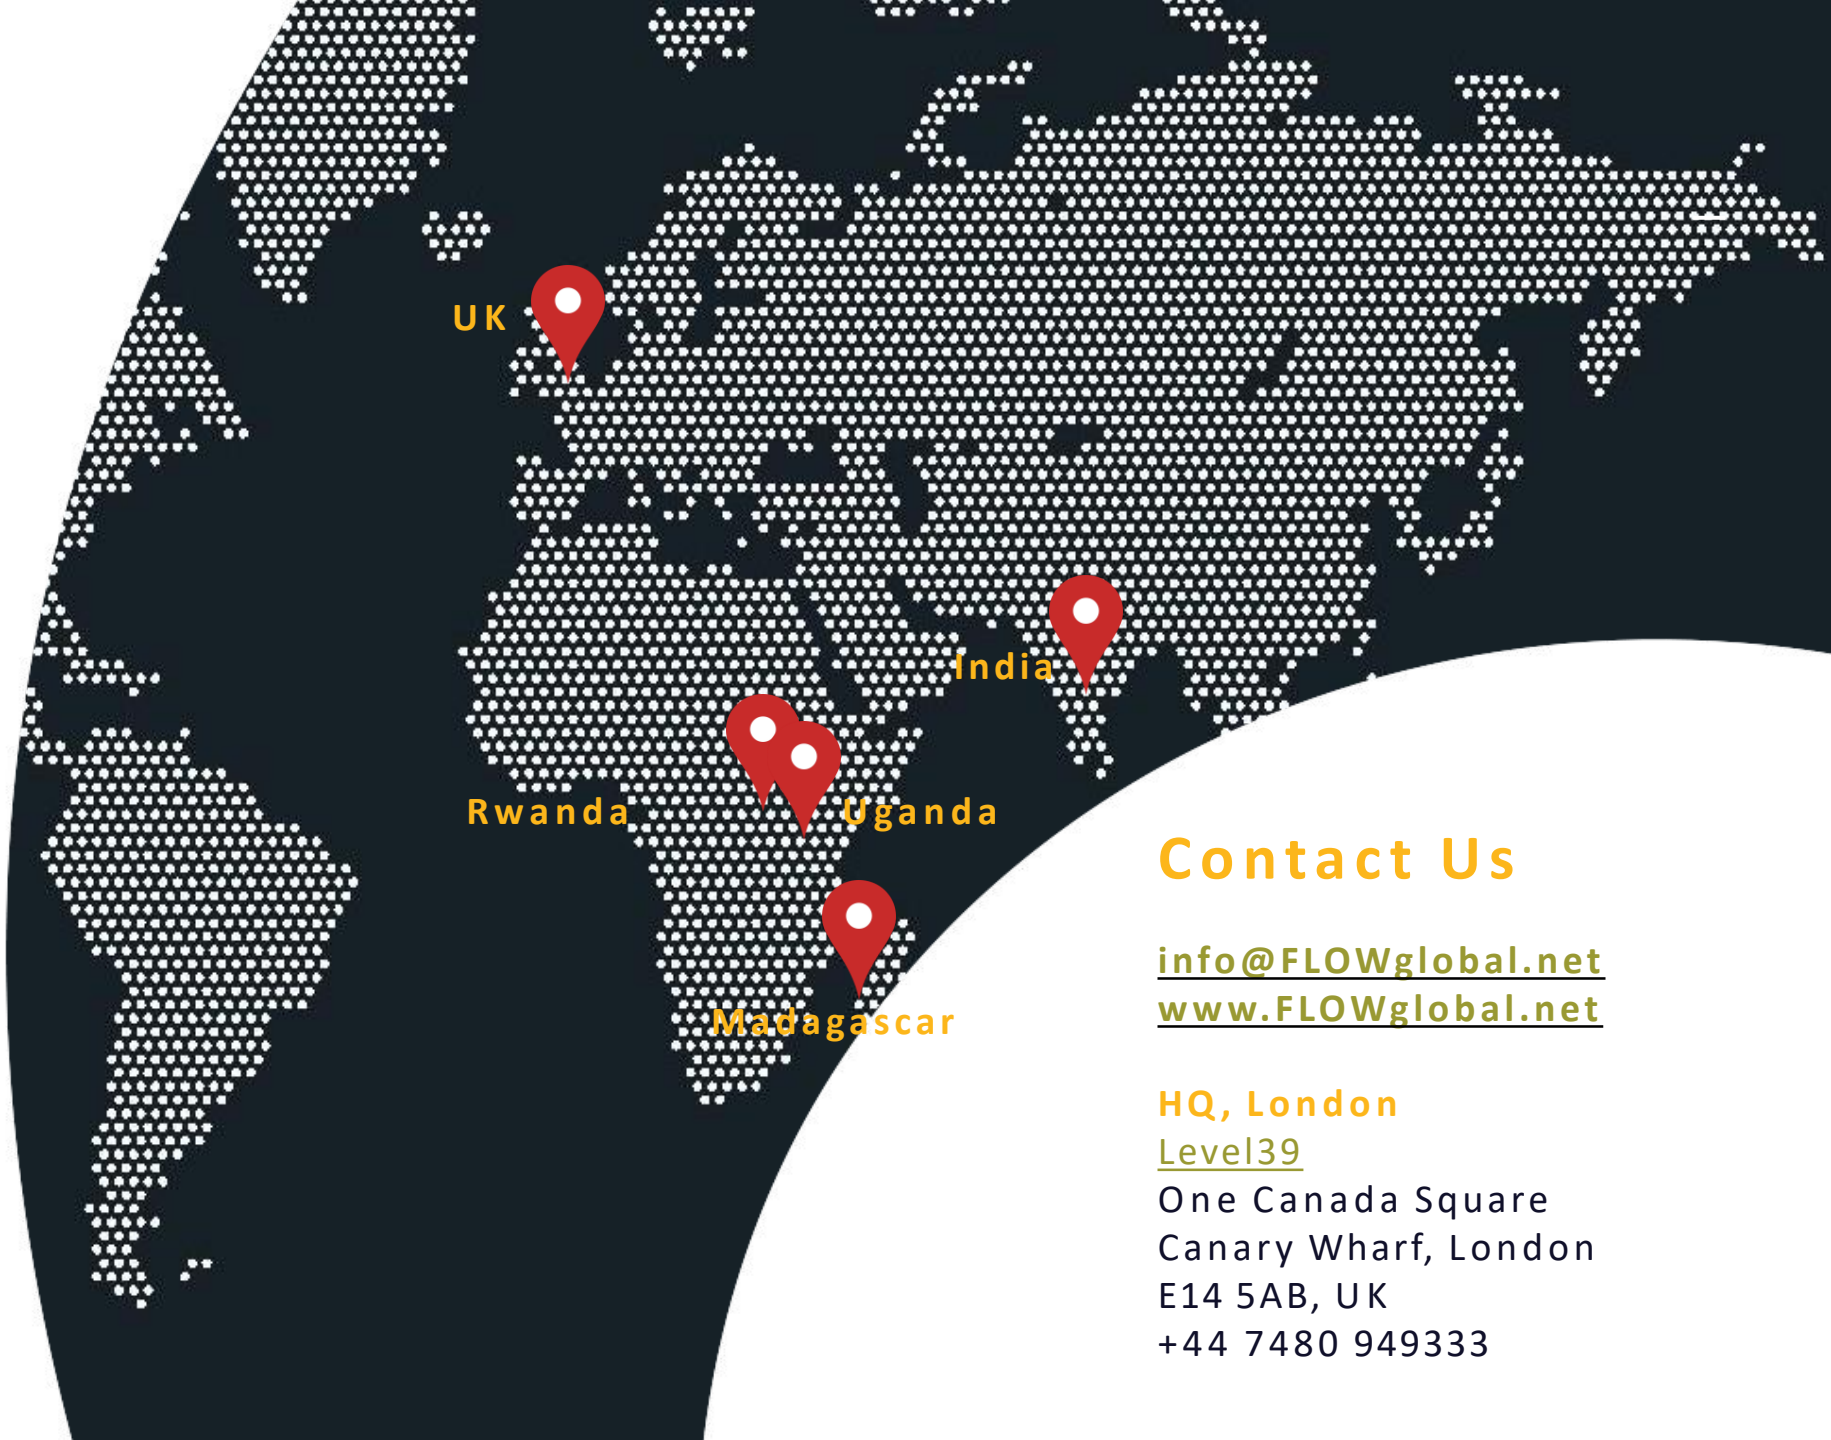 UK
India
Rwanda
Uganda
Madagascar
Contact Us
info@FLOWglobal.net
www.FLOWglobal.net
HQ, London
Level39
One Canada Square
Canary Wharf, London
E14 5AB, UK
+44 7480 949333